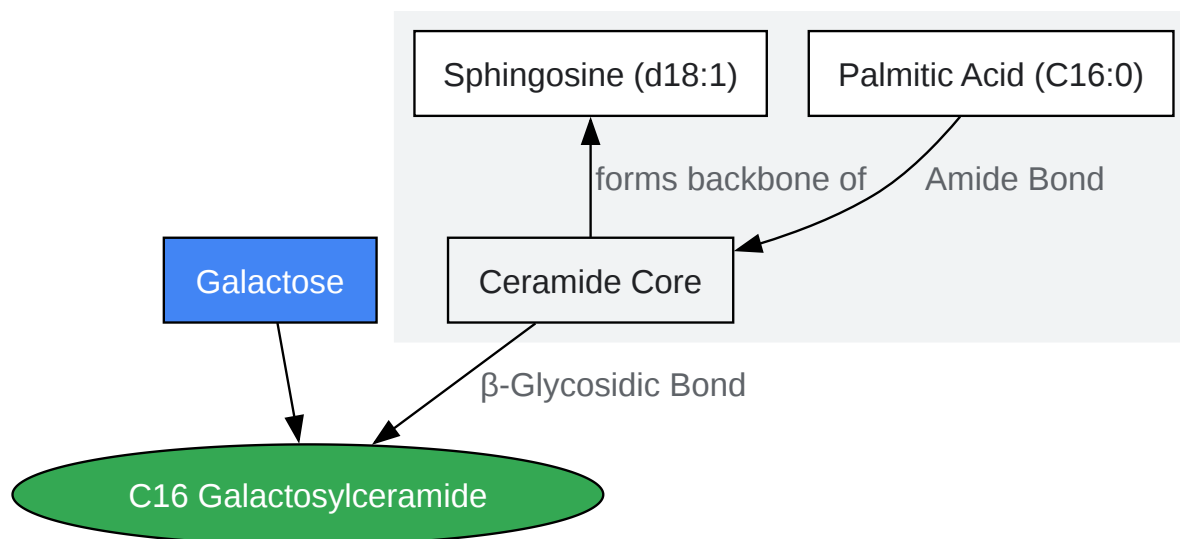 Sphingosine (d18:1)
Palmitic Acid (C16:0)
forms backbone of
Amide Bond
Galactose
Ceramide Core
β-Glycosidic Bond
C16 Galactosylceramide